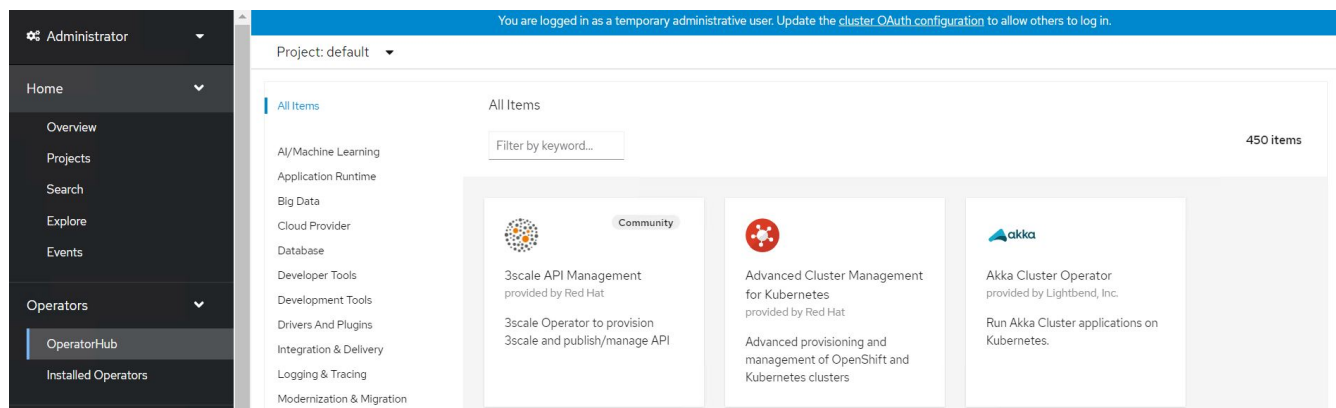 You are logged in as a temporary administrative user. Update the cluster OAuth configuration to allow others to log in.
Administrator
Project: default
Home
Overview
Projects
Search
Explore
Events
Operators
OperatorHub
Installed Operators
All Items
AI/Machine Learning
Application Runtime
Big Data
Cloud Provider
Database
Developer Tools
Development Tools
Drivers And Plugins
Integration & Delivery
Logging & Tracing
Modernization & Migration
All Items
Filter by keyword...
450 items
Community
3scale API Management
provided by Red Hat
3scale Operator to provision
3scale and publish/manage API
Advanced Cluster Management
for Kubernetes
provided by Red Hat
Advanced provisioning and
management of OpenShift and
Kubernetes clusters
akka
Akka Cluster Operator
provided by Lightbend, Inc.
Run Akka Cluster applications on
Kubernetes.